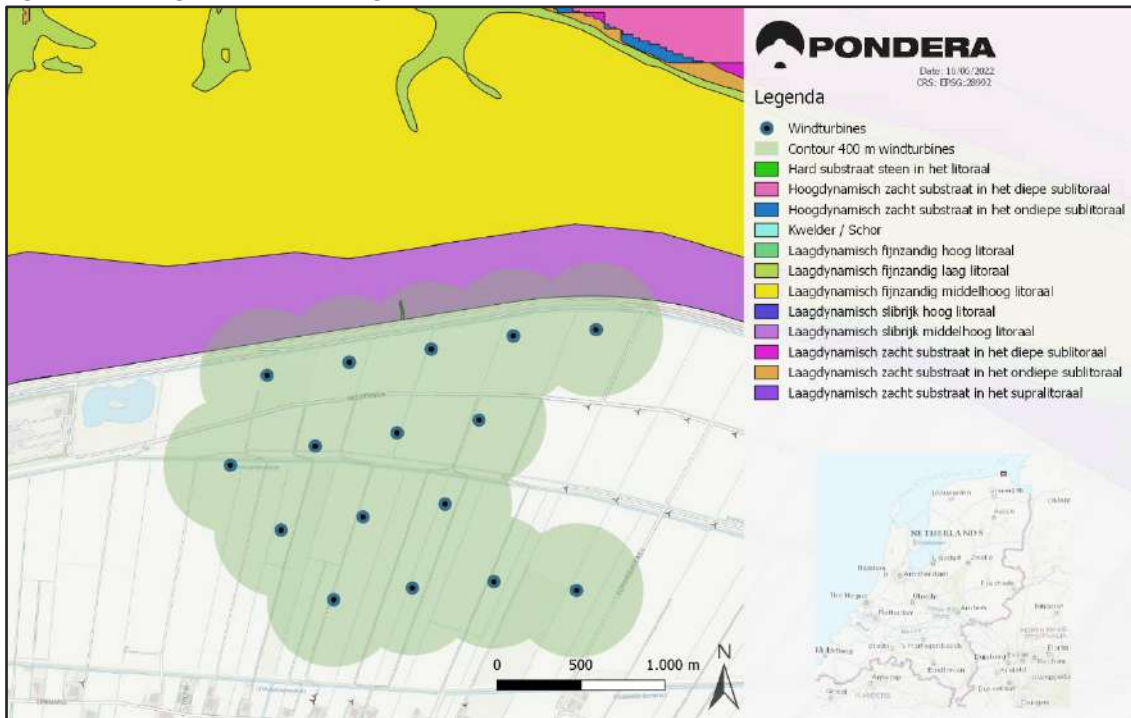 PONDERA
Date: 16/06/2022
CRS: EPSG:28992
Legenda
Windturbines
Contour 400 m windturbines
Hard substraat steen in het litoraal
Hoogdynamisch zacht substraat in het diepe sublitoraal
Hoogdynamisch zacht substraat in het ondiepe sublitoraal
Kwelder / Schor
Laagdynamisch fijnzandig hoog litoraal
Laagdynamisch fijnzandig laag litoraal
Laagdynamisch fijnzandig middelhoog litoraal
Laagdynamisch slibrijk hoog litoraal
Laagdynamisch slibrijk middelhoog litoraal
Laagdynamisch zacht substraat in het diepe sublitoraal
Laagdynamisch zacht substraat in het ondiepe sublitoraal
Laagdynamisch zacht substraat in het supralitoraal
NETHERLANDS
Amsterdam
The Hague
Utrecht
Arnhem
Zwolle
Antwerp
0 500 1.000 m
N